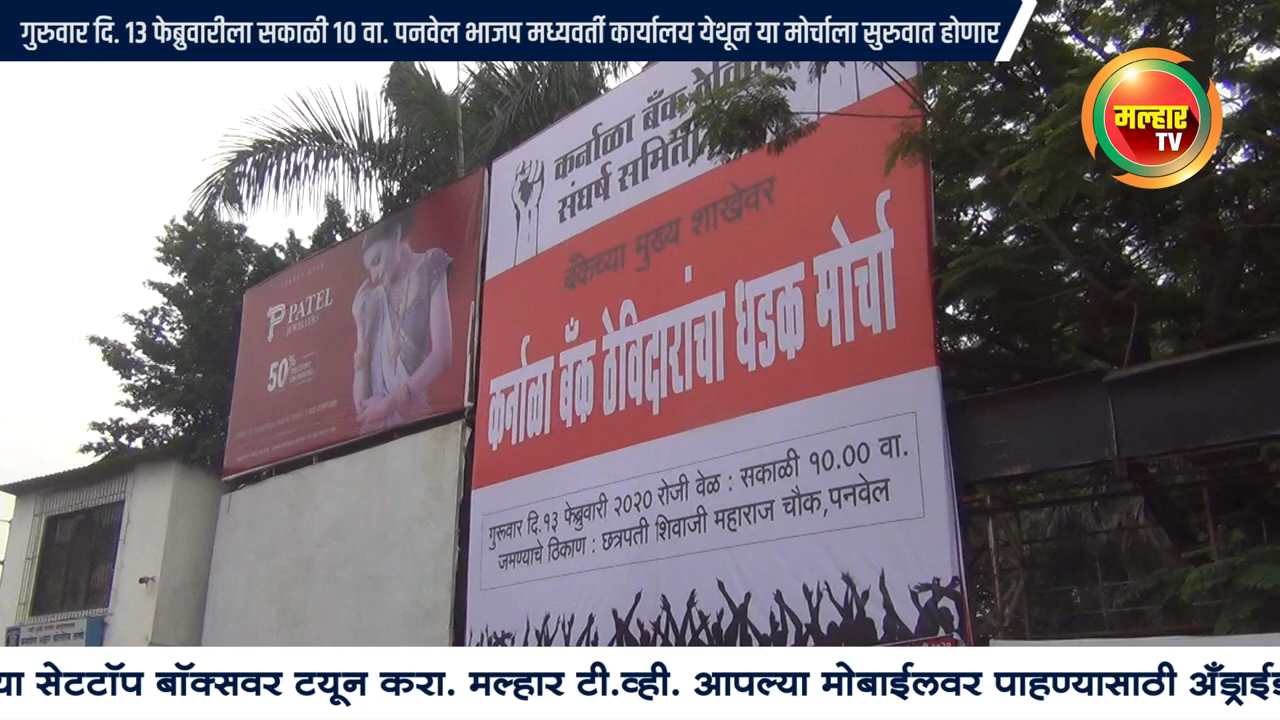 गुरुवार दि. 13 फेब्रुवारीला सकाळी 10 वा. पनवेल भाजप मध्यवर्ती कार्यालय येथून या मोर्चाला सुरुवात होणार
मल्हार
TV
कर्नाळा बँक
संघर्ष समिती
बँकेच्या मुख्य शाखेवर
कर्नाळा बँक ठेविदारांचा धडक मोर्चा
गुरूवार दि.१३ फेब्रुवारी २०२० रोजी वेळ : सकाळी १०.०० वा.
जमण्याचे ठिकाण : छत्रपती शिवाजी महाराज चौक,पनवेल
PATEL
JEWELLERS
50%
या सेटटॉप बॉक्सवर टयून करा. मल्हार टी.व्ही. आपल्या मोबाईलवर पाहण्यासाठी